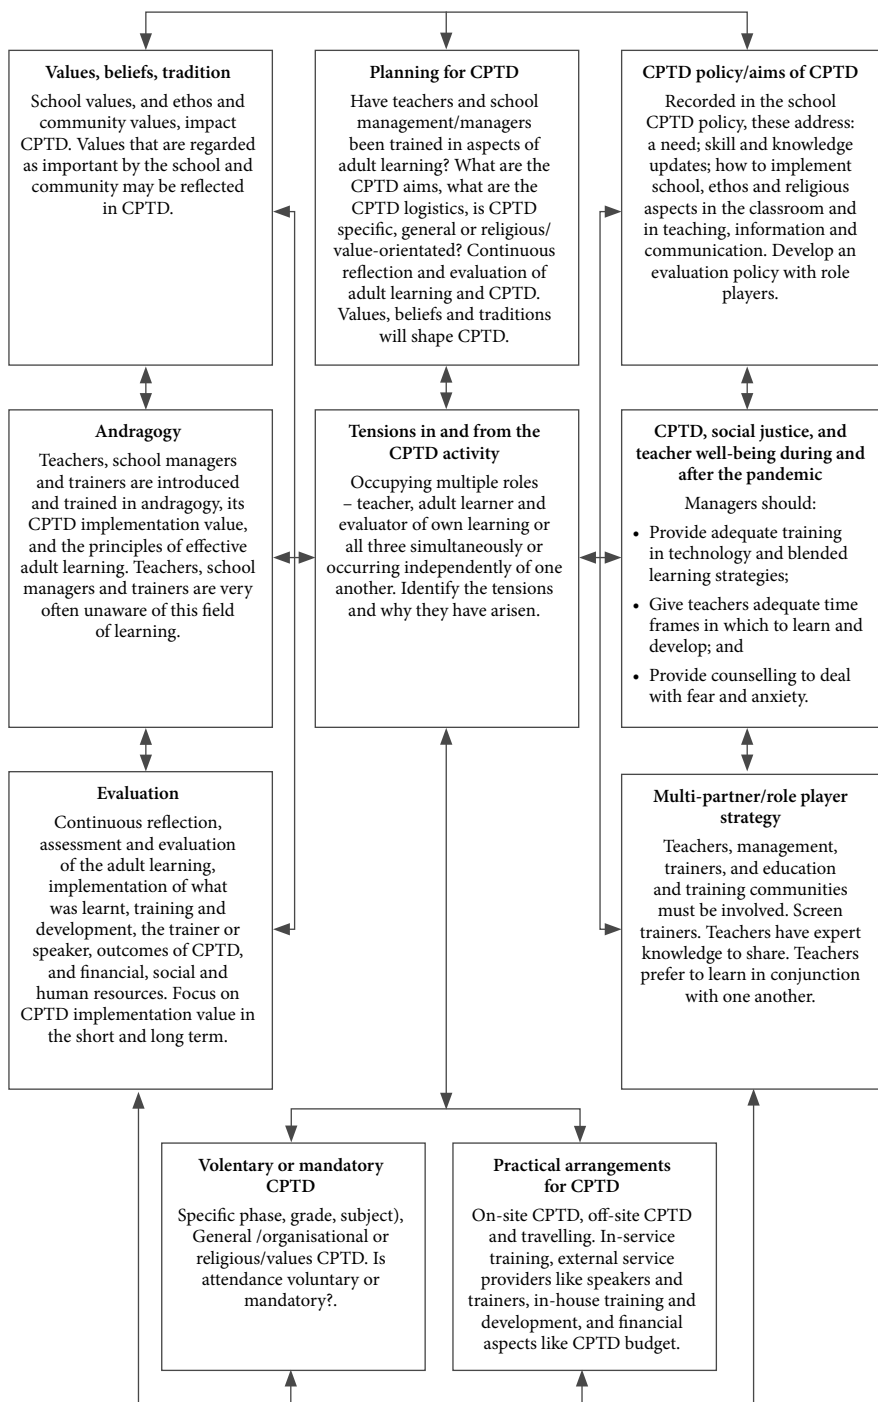 Values, beliefs, tradition
School values, and ethos and
community values, impact
CPTD. Values that are regarded
as important by the school and
community may be reflected
in CPTD.
Planning for CPTD
Have teachers and school
management/managers
been trained in aspects of
adult learning? What are the
CPTD aims, what are the
CPTD logistics, is CPTD
specific, general or religious/
value-orientated? Continuous
reflection and evaluation of
adult learning and CPTD.
Values, beliefs and traditions
will shape CPTD.
CPTD policy/aims of CPTD
Recorded in the school
CPTD policy, these address:
a need; skill and knowledge
updates; how to implement
school, ethos and religious
aspects in the classroom and
in teaching, information and
communication. Develop an
evaluation policy with role
players.
Andragogy
Teachers, school managers
and trainers are introduced
and trained in andragogy, its
CPTD implementation value,
and the principles of effective
adult learning. Teachers, school
managers and trainers are very
often unaware of this field
of learning.
Tensions in and from the
CPTD activity
Occupying multiple roles
– teacher, adult learner and
evaluator of own learning or
all three simultaneously or
occurring independently of one
another. Identify the tensions
and why they have arisen.
CPTD, social justice, and
teacher well-being during and
after the pandemic
Managers should:
• Provide adequate training
in technology and blended
learning strategies;
• Give teachers adequate time
frames in which to learn and
develop; and
• Provide counselling to deal
with fear and anxiety.
Evaluation
Continuous reflection,
assessment and evaluation
of the adult learning,
implementation of what
was learnt, training and
development, the trainer or
speaker, outcomes of CPTD,
and financial, social and
human resources. Focus on
CPTD implementation value in
the short and long term.
Multi-partner/role player
strategy
Teachers, management,
trainers, and education
and training communities
must be involved. Screen
trainers. Teachers have expert
knowledge to share. Teachers
prefer to learn in conjunction
with one another.
Volentary or mandatory
CPTD
Specific phase, grade, subject),
General /organisational or
religious/values CPTD. Is
attendance voluntary or
mandatory?.
Practical arrangements
for CPTD
On-site CPTD, off-site CPTD
and travelling. In-service
training, external service
providers like speakers and
trainers, in-house training and
development, and financial
aspects like CPTD budget.